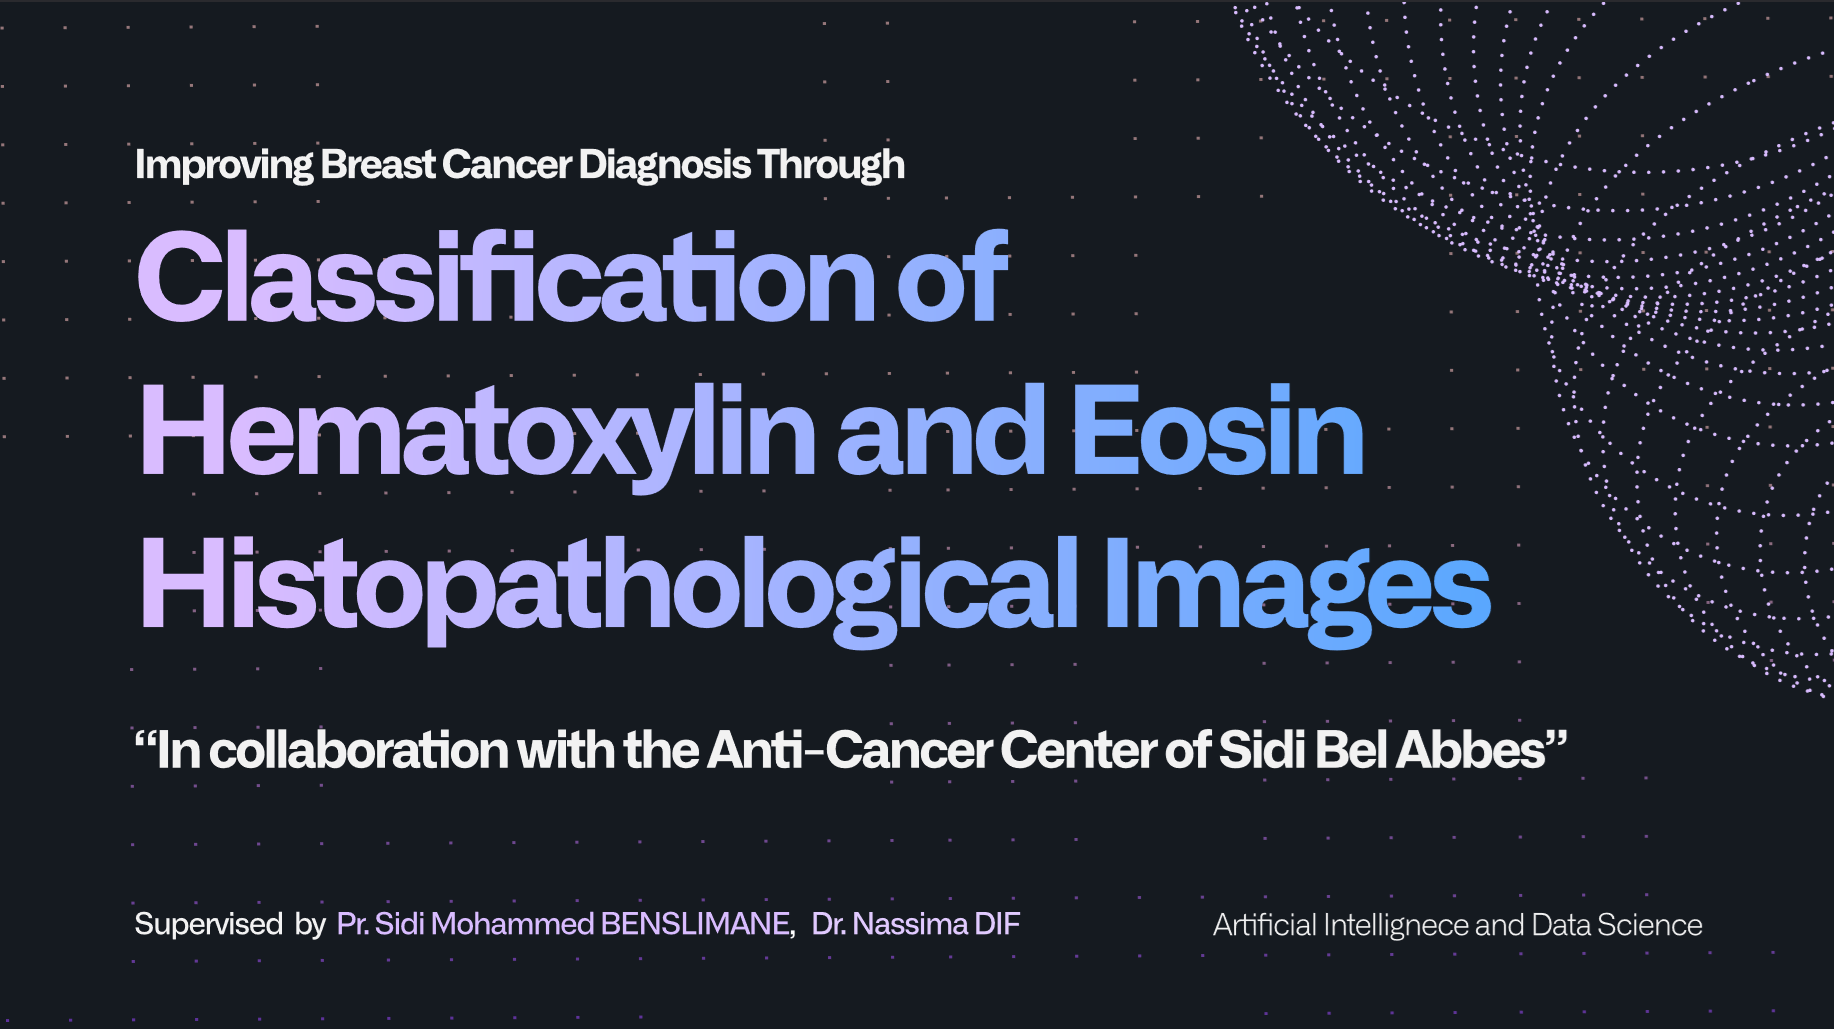 Improving Breast Cancer Diagnosis Through
Classification of
Hematoxylin and Eosin
Histopathological Images
“In collaboration with the Anti-Cancer Center of Sidi Bel Abbes”
Supervised by Pr. Sidi Mohammed BENSLIMANE, Dr. Nassima DIF
Artificial Intellignece and Data Science